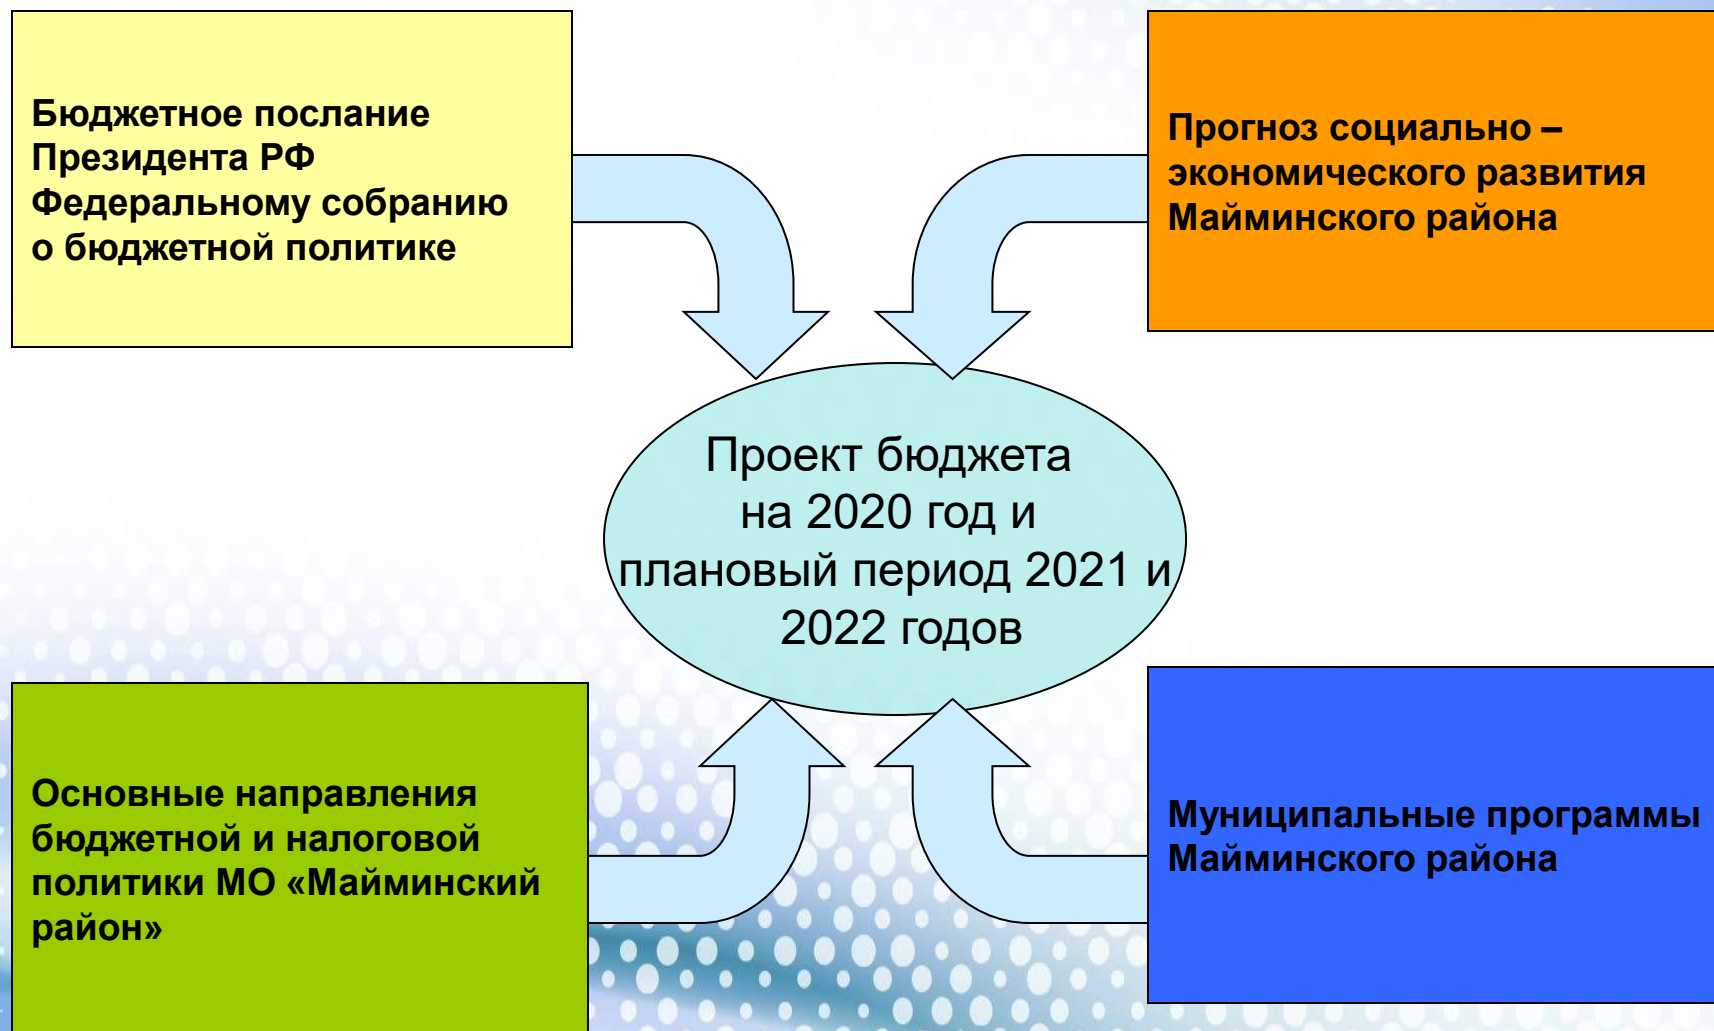 Бюджетное послание
Президента РФ
Федеральному собранию
о бюджетной политике
Прогноз социально –
экономического развития
Майминского района
Проект бюджета
на 2020 год и
плановый период 2021 и
2022 годов
Основные направления
бюджетной и налоговой
политики МО «Майминский
район»
Муниципальные программы
Майминского района